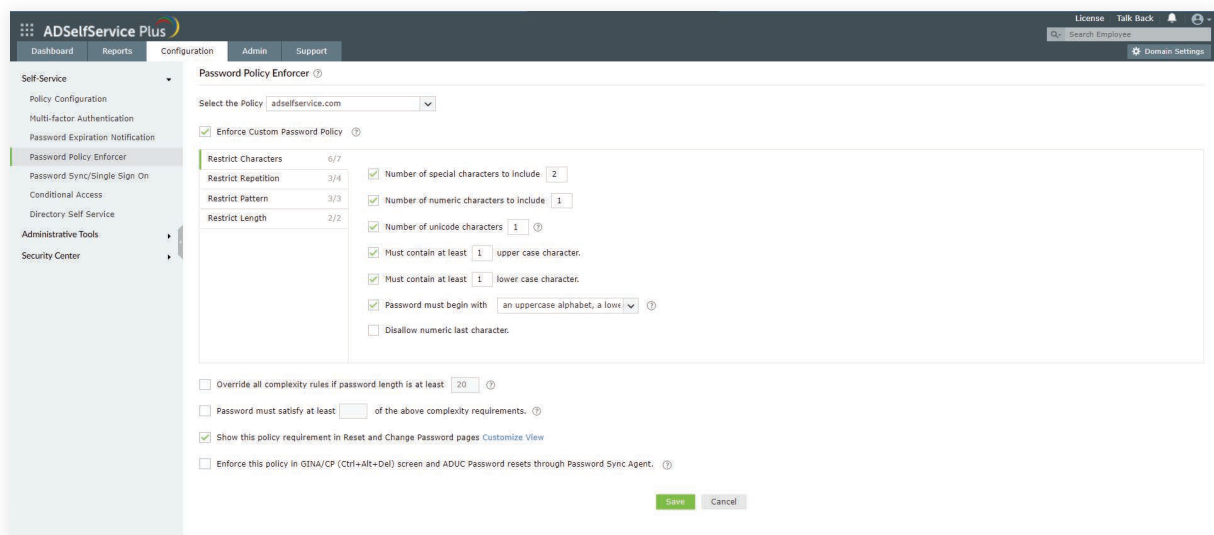 License Talk Back
ADSelfService Plus
Search Employee
Dashboard Reports Configuration Admin Support
Domain Settings
Self-Service
Policy Configuration
Multi-factor Authentication
Password Expiration Notification
Password Policy Enforcer
Password Sync/Single Sign On
Conditional Access
Directory Self Service
Administrative Tools
Security Center
Password Policy Enforcer ?
Select the Policy adselfservice.com
Enforce Custom Password Policy ?
Restrict Characters 6/7
Restrict Repetition 3/4
Restrict Pattern 3/3
Restrict Length 2/2
Number of special characters to include 2
Number of numeric characters to include 1
Number of unicode characters 1 ?
Must contain at least 1 upper case character.
Must contain at least 1 lower case character.
Password must begin with an uppercase alphabet, a lowe ?
Disallow numeric last character.
Override all complexity rules if password length is at least 20 ?
Password must satisfy at least of the above complexity requirements. ?
Show this policy requirement in Reset and Change Password pages Customize View
Enforce this policy in GINA/CP (Ctrl+Alt+Del) screen and ADUC Password resets through Password Sync Agent. ?
Save Cancel